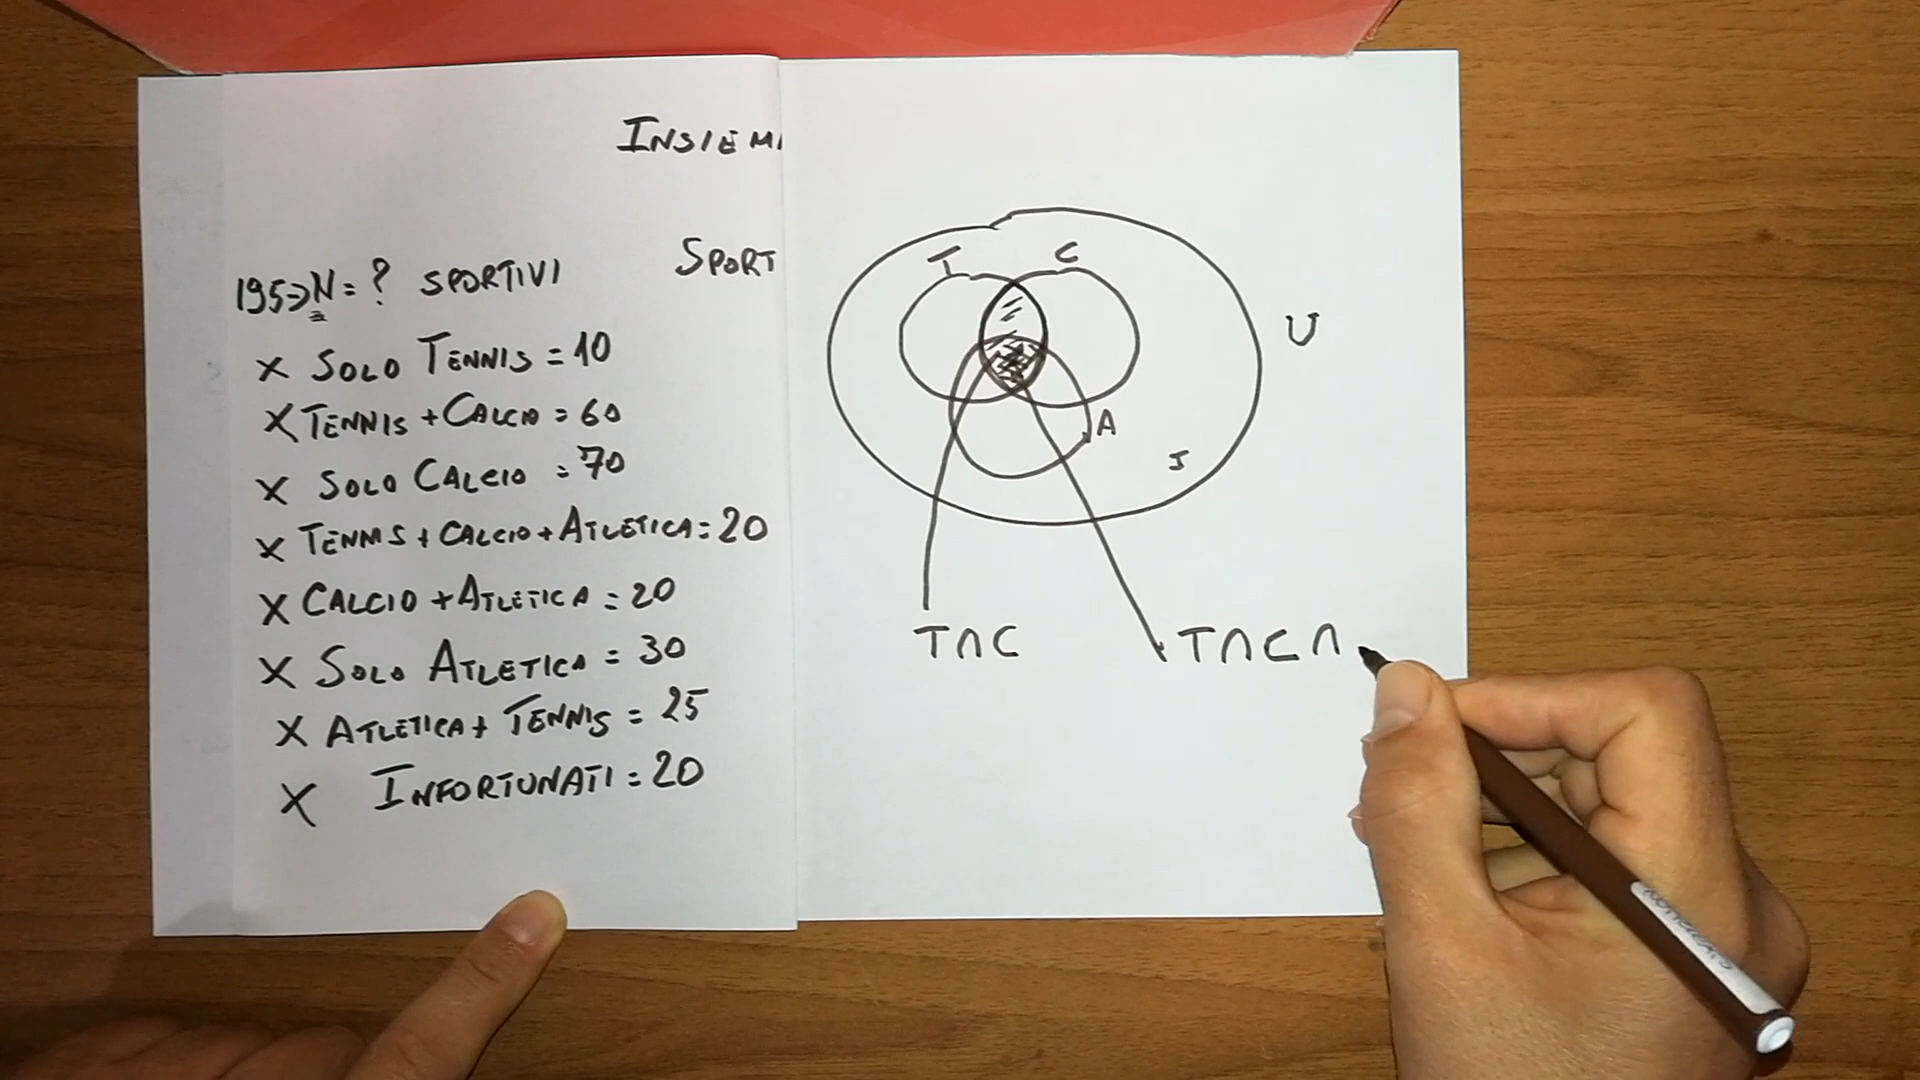 INSIEMI
SPORT
195=>N=? SPORTIVI
X SOLO TENNIS = 10
X TENNIS + CALCIO = 60
X SOLO CALCIO = 70
X TENNIS + CALCIO + ATLETICA = 20
X CALCIO + ATLETICA = 20
X SOLO ATLETICA = 30
X ATLETICA + TENNIS = 25
X INFORTUNATI = 20
T C
U
A
I
T∩C
T∩C∩